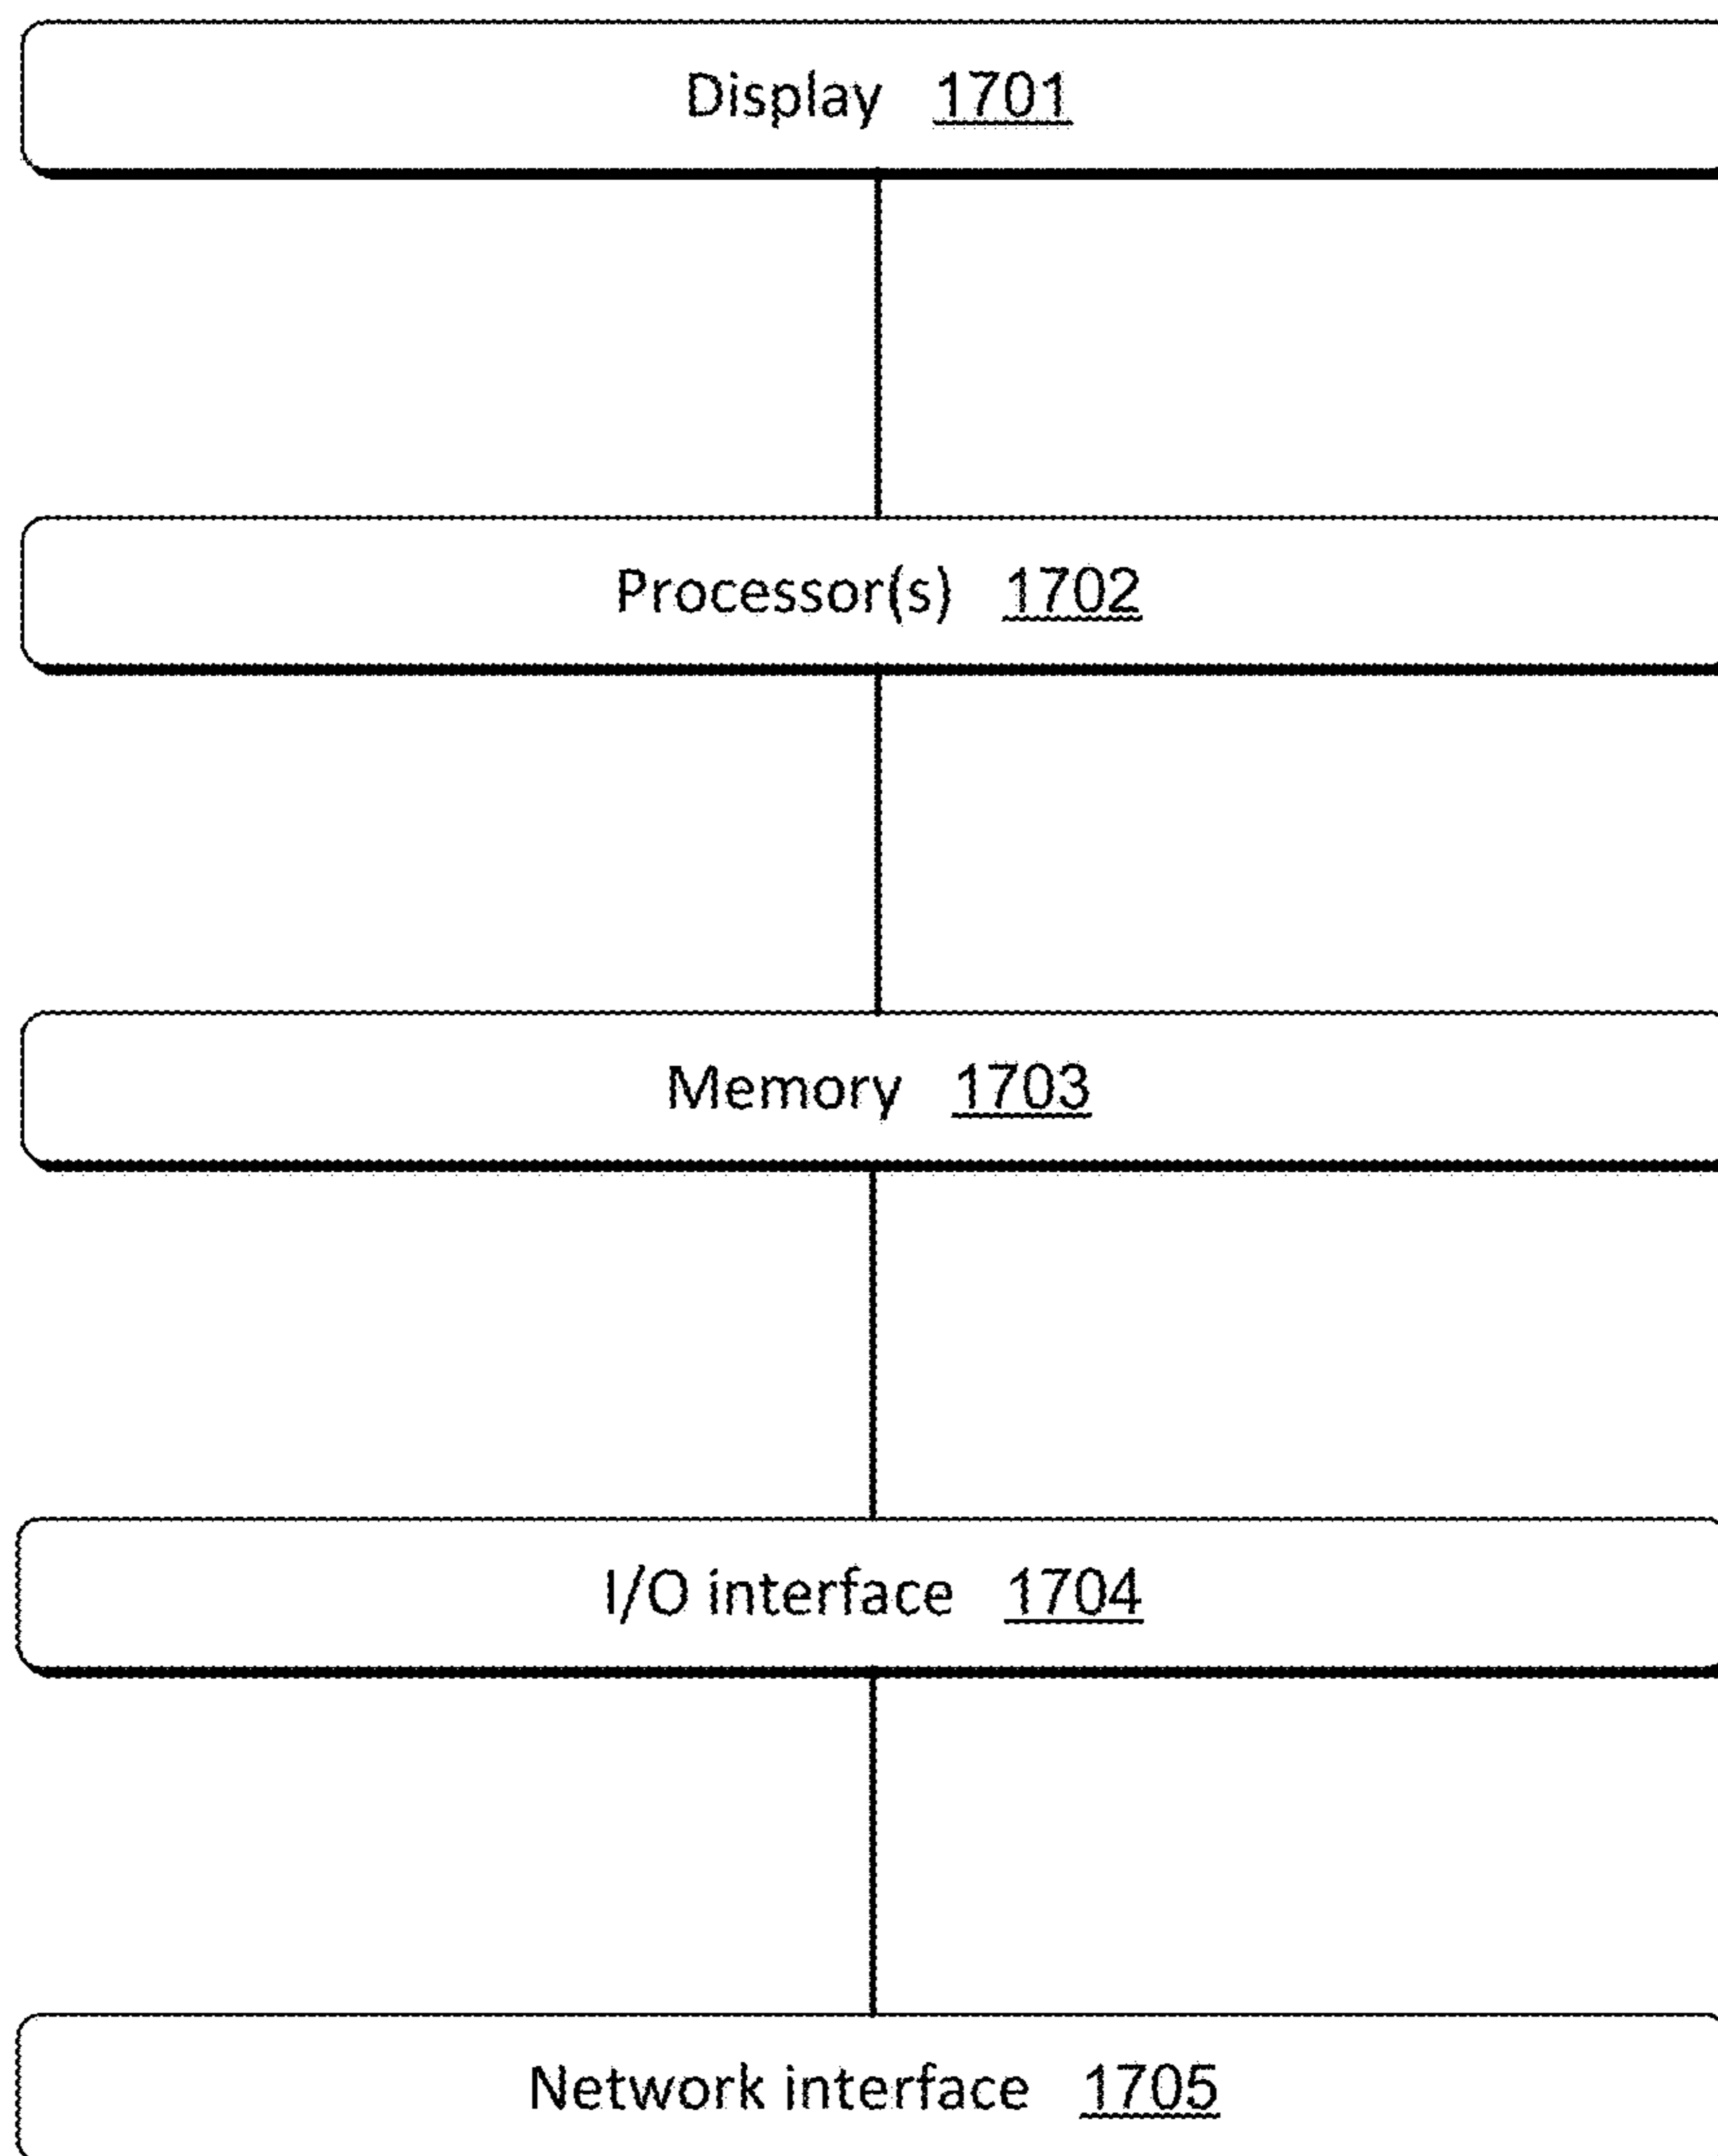 Display 1701
Processor(s) 1702
Memory 1703
I/O interface 1704
Network interface 1705